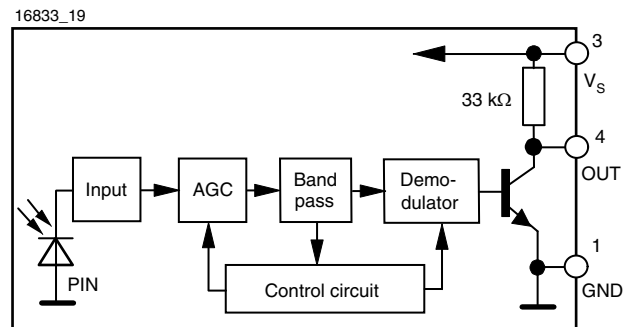 16833_19
3
V_S
33 kΩ
4
OUT
Input
AGC
Band
pass
Demo-
dulator
PIN
Control circuit
1
GND